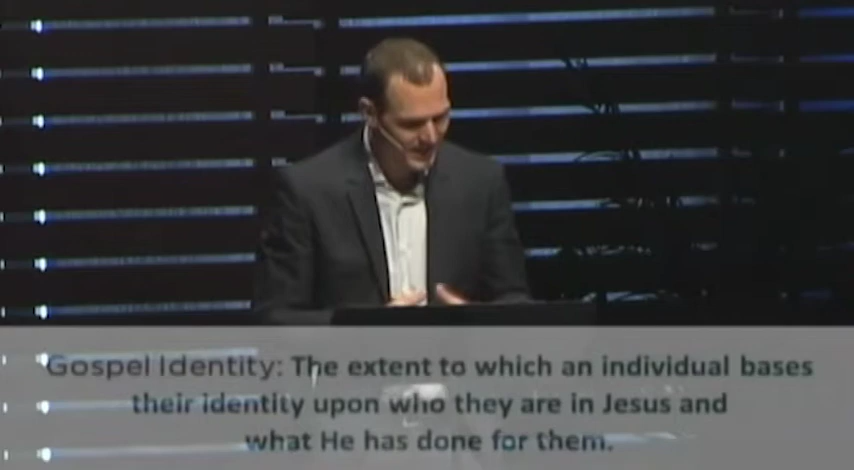 Gospel Identity: The extent to which an individual bases
their identity upon who they are in Jesus and
what He has done for them.